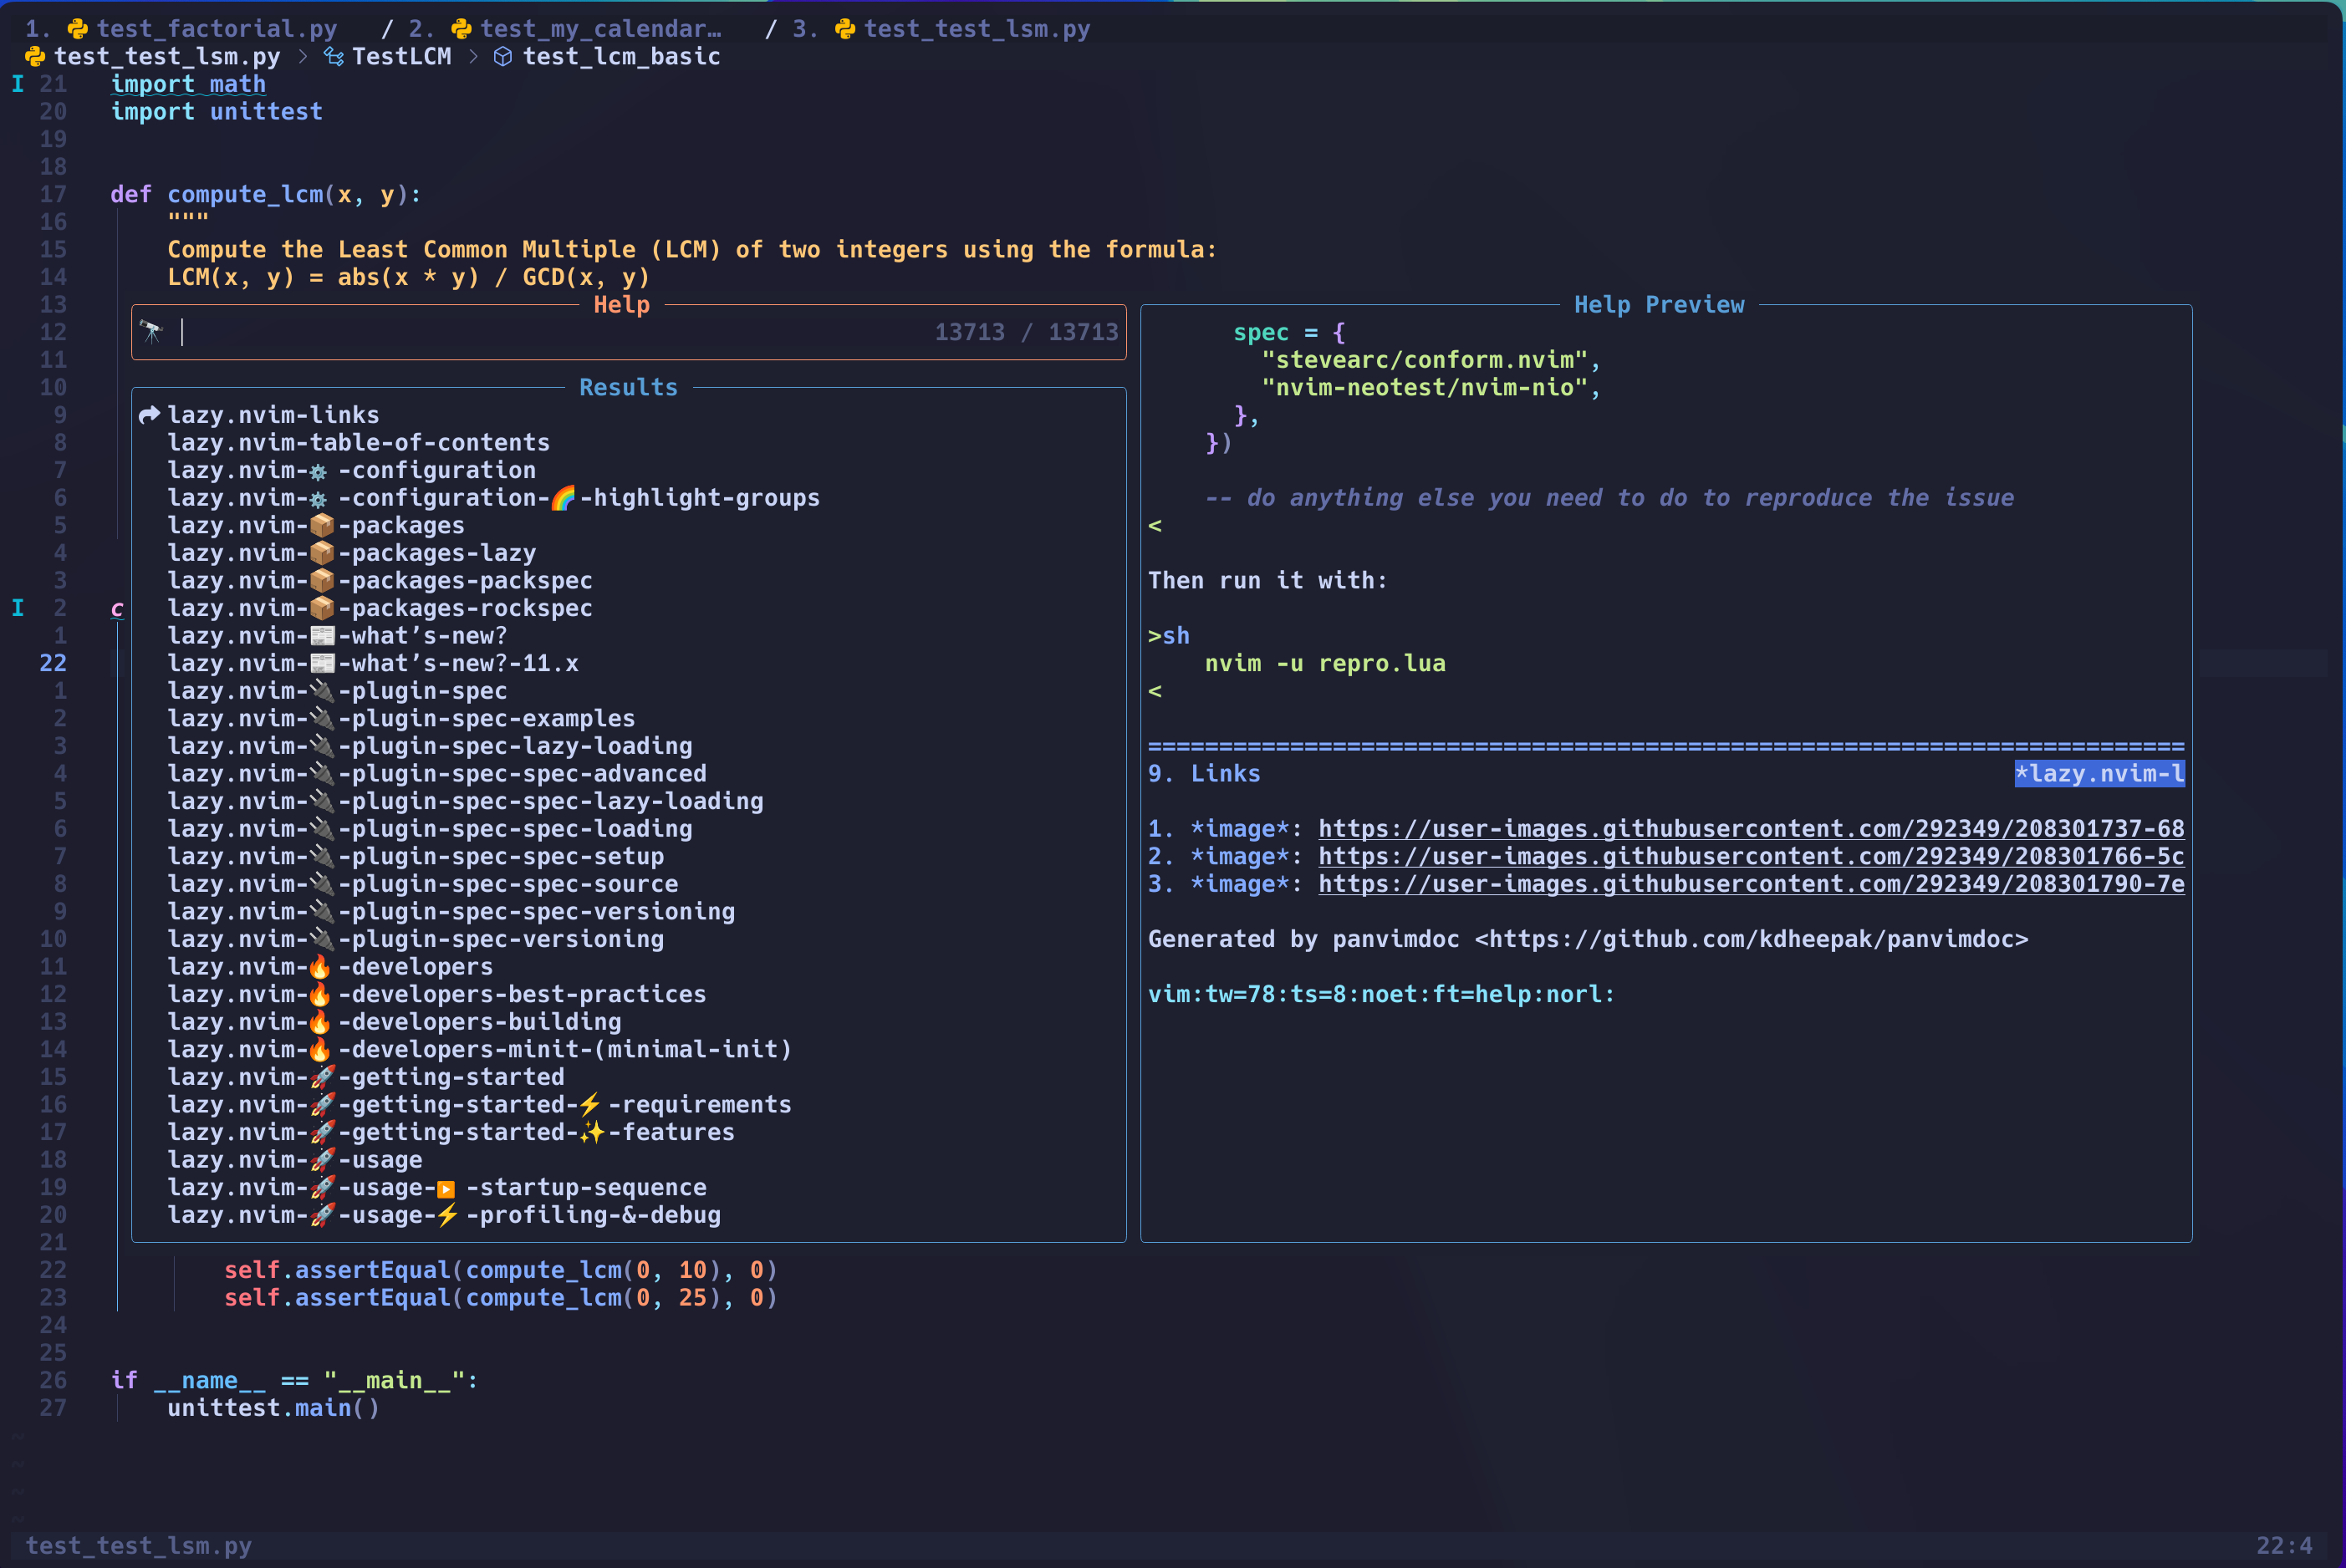 1. test_factorial.py / 2. test_my_calendar… / 3. test_test_lsm.py
test_test_lsm.py > TestLCM > test_lcm_basic
I 21 import math
20 import unittest
19
18
17 def compute_lcm(x, y):
16 """
15 Compute the Least Common Multiple (LCM) of two integers using the formula:
14 LCM(x, y) = abs(x * y) / GCD(x, y)
13
12
11
10
9
8
7
6
5
4
3
I 2 c
1
22
1
2
3
4
5
6
7
8
9
10
11
12
13
14
15
16
17
18
19
20
21
Help
13713 / 13713
Results
lazy.nvim-links
lazy.nvim-table-of-contents
lazy.nvim-⚙️ -configuration
lazy.nvim-⚙️ -configuration-🌈-highlight-groups
lazy.nvim-📦-packages
lazy.nvim-📦-packages-lazy
lazy.nvim-📦-packages-packspec
lazy.nvim-📦-packages-rockspec
lazy.nvim-📰-what’s-new?
lazy.nvim-📰-what’s-new?-11.x
lazy.nvim-🔌-plugin-spec
lazy.nvim-🔌-plugin-spec-examples
lazy.nvim-🔌-plugin-spec-lazy-loading
lazy.nvim-🔌-plugin-spec-spec-advanced
lazy.nvim-🔌-plugin-spec-spec-lazy-loading
lazy.nvim-🔌-plugin-spec-spec-loading
lazy.nvim-🔌-plugin-spec-spec-setup
lazy.nvim-🔌-plugin-spec-spec-source
lazy.nvim-🔌-plugin-spec-spec-versioning
lazy.nvim-🔌-plugin-spec-versioning
lazy.nvim-🔥-developers
lazy.nvim-🔥-developers-best-practices
lazy.nvim-🔥-developers-building
lazy.nvim-🔥-developers-minit-(minimal-init)
lazy.nvim-🚀-getting-started
lazy.nvim-🚀-getting-started-⚡-requirements
lazy.nvim-🚀-getting-started-✨-features
lazy.nvim-🚀-usage
lazy.nvim-🚀-usage-▶️ -startup-sequence
lazy.nvim-🚀-usage-⚡-profiling-&-debug
Help Preview
spec = {
"stevearc/conform.nvim",
"nvim-neotest/nvim-nio",
},
})
-- do anything else you need to do to reproduce the issue
<
Then run it with:
>sh
nvim -u repro.lua
<
=========================================================================
9. Links *lazy.nvim-l
1. *image*: https://user-images.githubusercontent.com/292349/208301737-68
2. *image*: https://user-images.githubusercontent.com/292349/208301766-5c
3. *image*: https://user-images.githubusercontent.com/292349/208301790-7e
Generated by panvimdoc <https://github.com/kdheepak/panvimdoc>
vim:tw=78:ts=8:noet:ft=help:norl:
22 self.assertEqual(compute_lcm(0, 10), 0)
23 self.assertEqual(compute_lcm(0, 25), 0)
24
25
26 if __name__ == "__main__":
27 unittest.main()
~
~
~
~
test_test_lsm.py 22:4